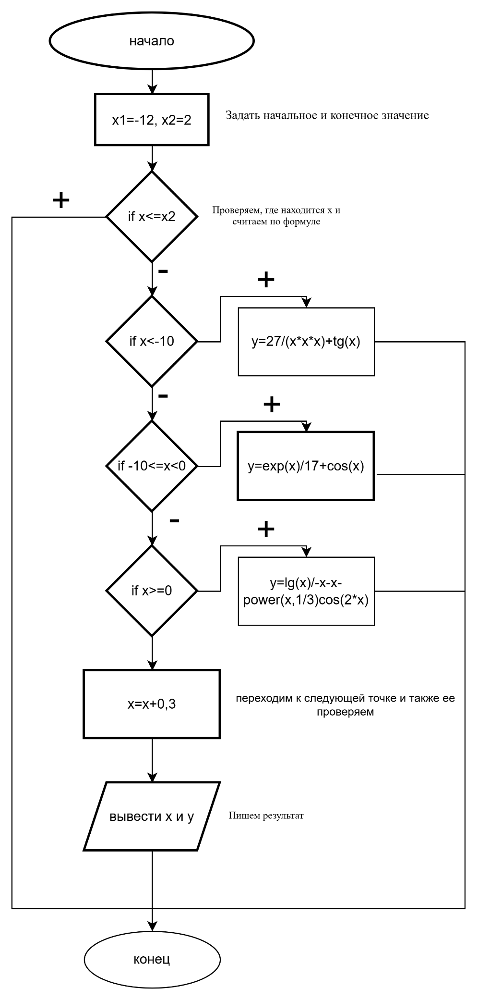 начало
x1=-12, x2=2
Задать начальное и конечное значение
+
if x<=x2
Проверяем, где находится x и
считаем по формуле
-
+
if x<-10
y=27/(x*x*x)+tg(x)
-
+
if -10<=x<0
y=exp(x)/17+cos(x)
-
+
if x>=0
y=lg(x)/-x-x-
power(x,1/3)cos(2*x)
x=x+0,3
переходим к следующей точке и также ее
проверяем
вывести x и y
Пишем результат
конец